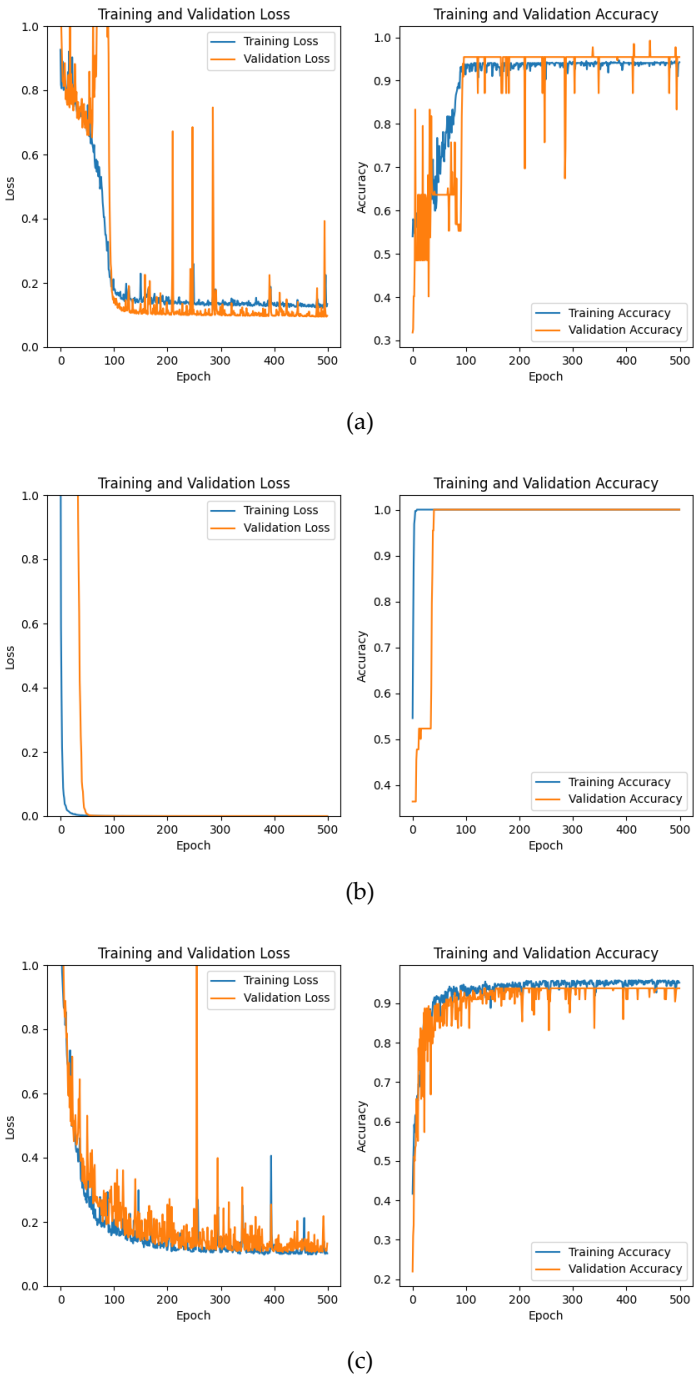 Training and Validation Loss
Training and Validation Accuracy
1.0
0.8
0.6
0.4
0.2
0.0
Loss
Training Loss
Validation Loss
0 100 200 300 400 500
Epoch
1.0
0.9
0.8
0.7
0.6
0.5
0.4
0.3
Accuracy
Training Accuracy
Validation Accuracy
0 100 200 300 400 500
Epoch
(a)
Training and Validation Loss
Training and Validation Accuracy
1.0
0.8
0.6
0.4
0.2
0.0
Loss
Training Loss
Validation Loss
0 100 200 300 400 500
Epoch
1.0
0.9
0.8
0.7
0.6
0.5
0.4
Accuracy
Training Accuracy
Validation Accuracy
0 100 200 300 400 500
Epoch
(b)
Training and Validation Loss
Training and Validation Accuracy
1.0
0.8
0.6
0.4
0.2
0.0
Loss
Training Loss
Validation Loss
0 100 200 300 400 500
Epoch
0.9
0.8
0.7
0.6
0.5
0.4
0.3
0.2
Accuracy
Training Accuracy
Validation Accuracy
0 100 200 300 400 500
Epoch
(c)